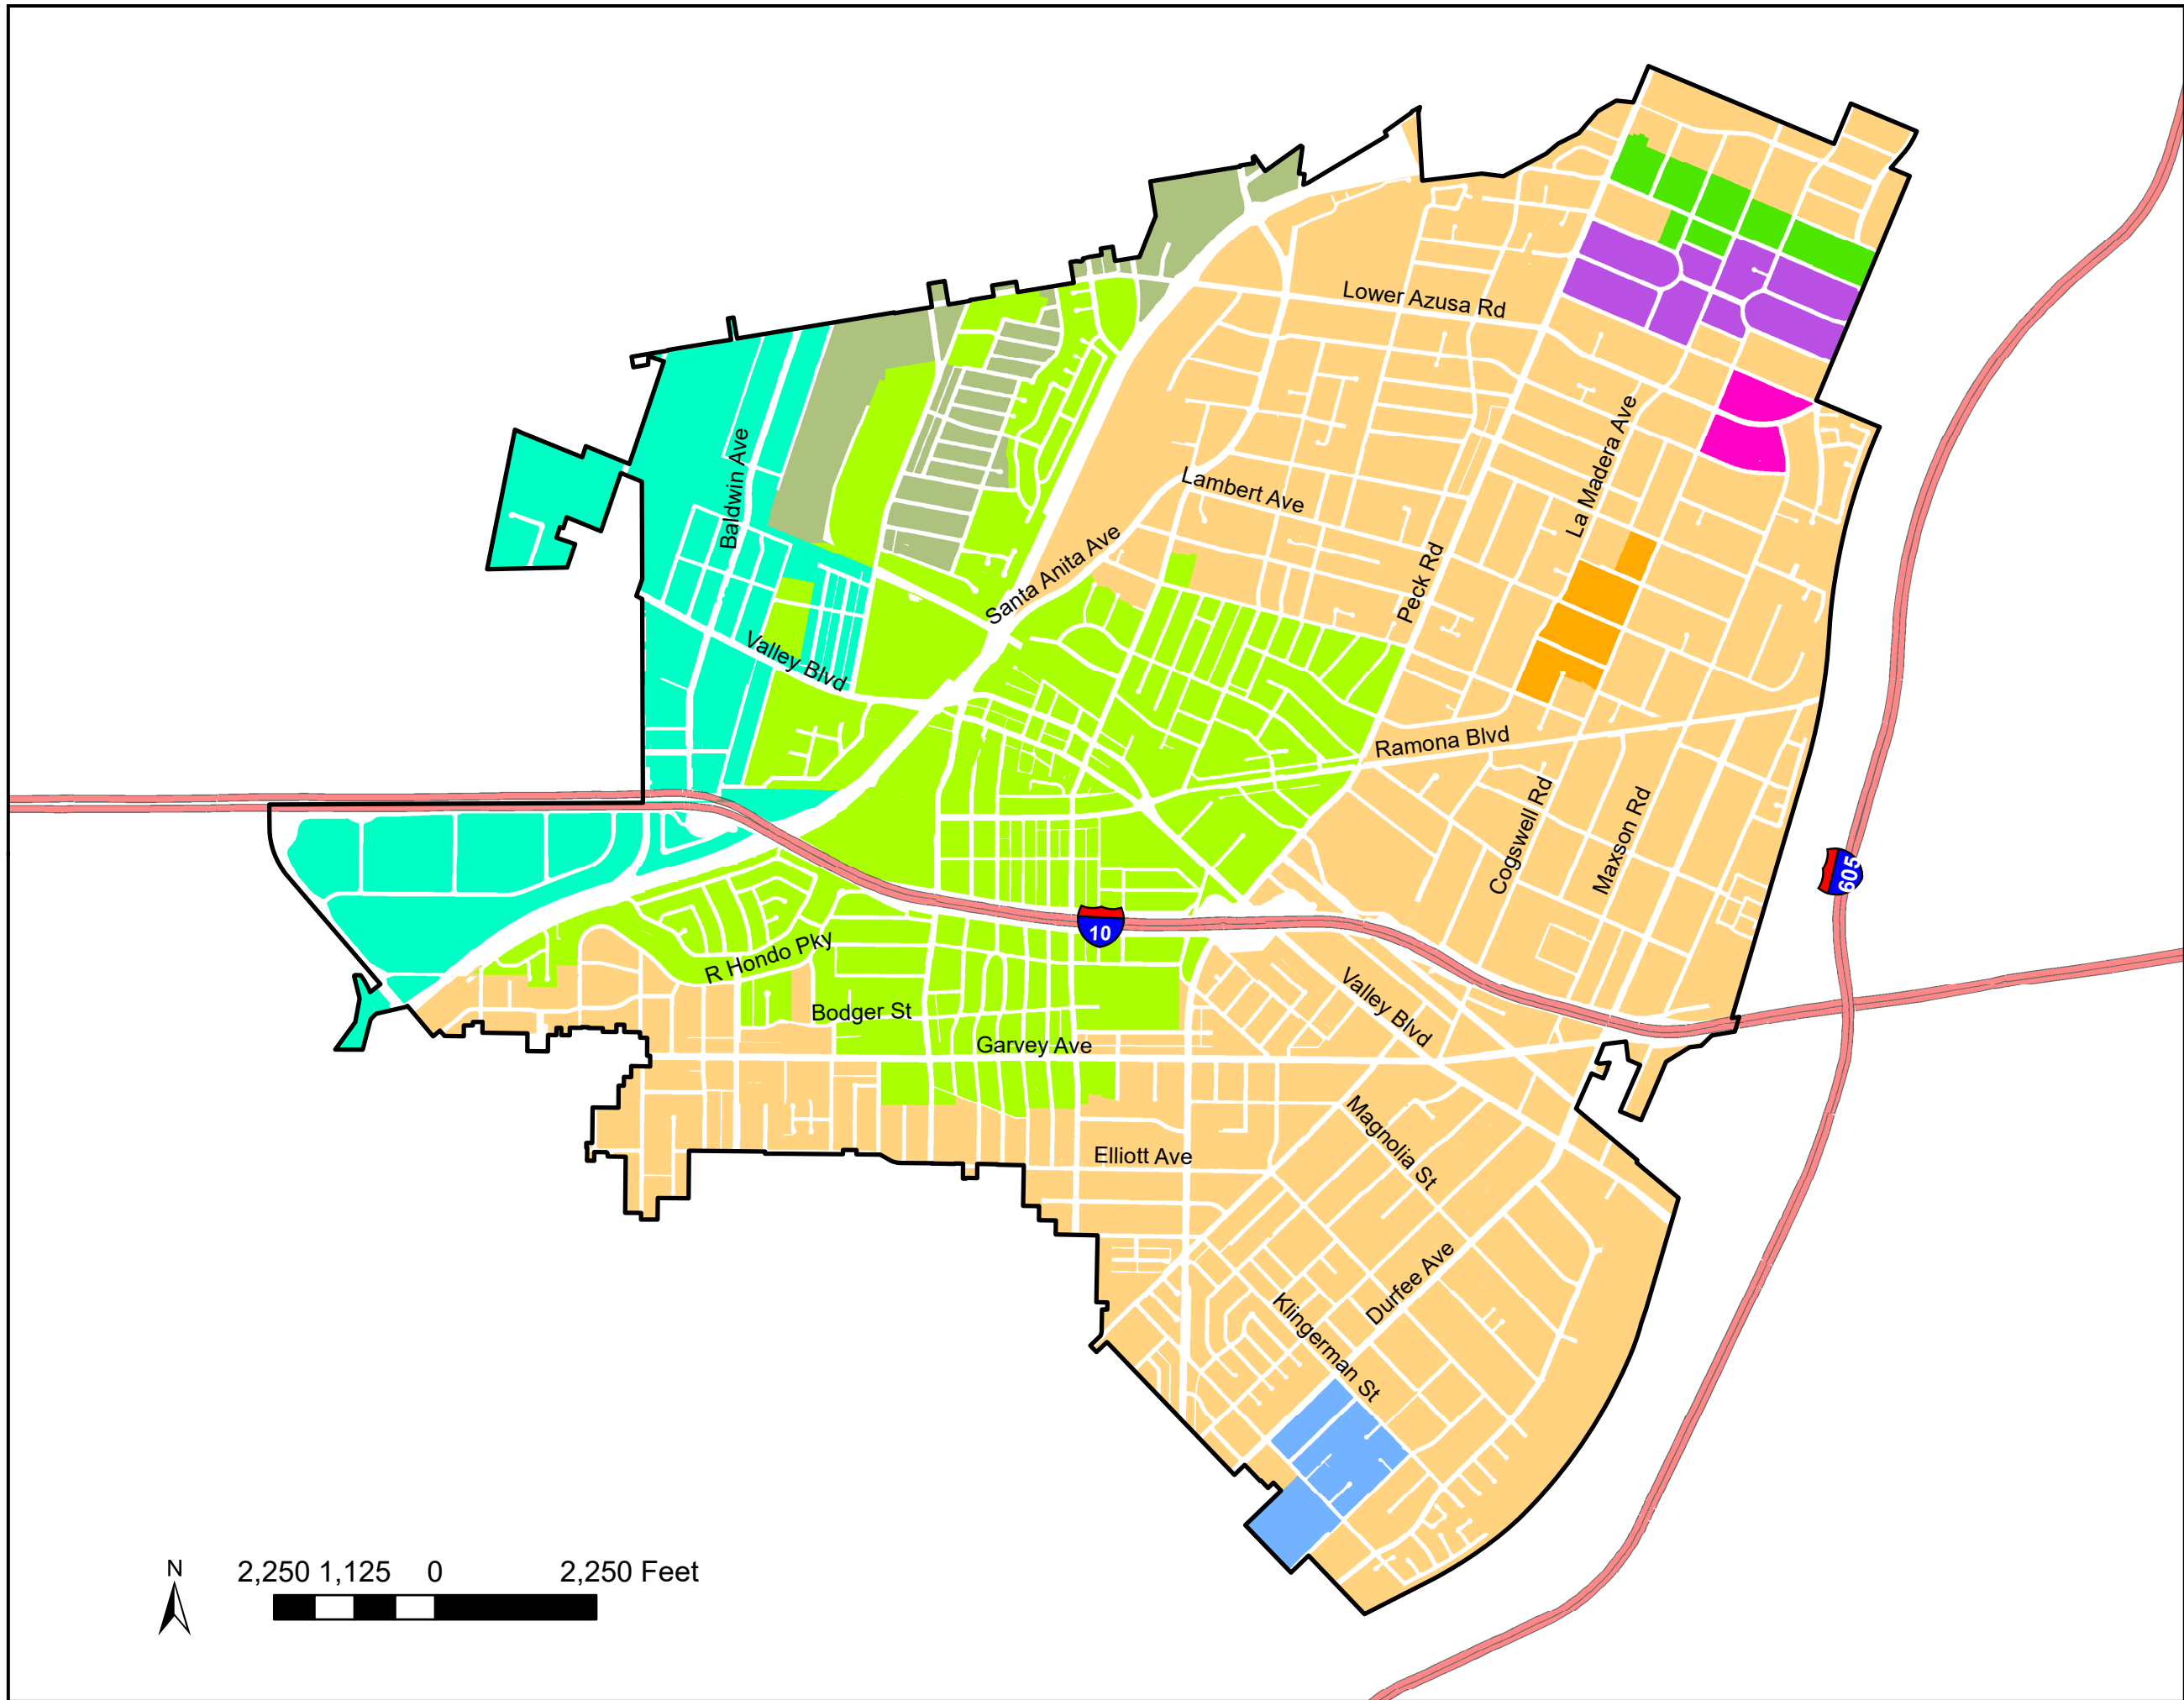 Lower Azusa Rd
Baldwin Ave
La Madera Ave
Lambert Ave
Santa Anita Ave
Peck Rd
Valley Blvd
Ramona Blvd
Cogswell Rd
Maxson Rd
605
10
R Hondo Pky
Valley Blvd
Bodger St
Garvey Ave
Magnolia St
Elliott Ave
Durfee Ave
Klingerman St
N
2,250 1,125 0 2,250 Feet